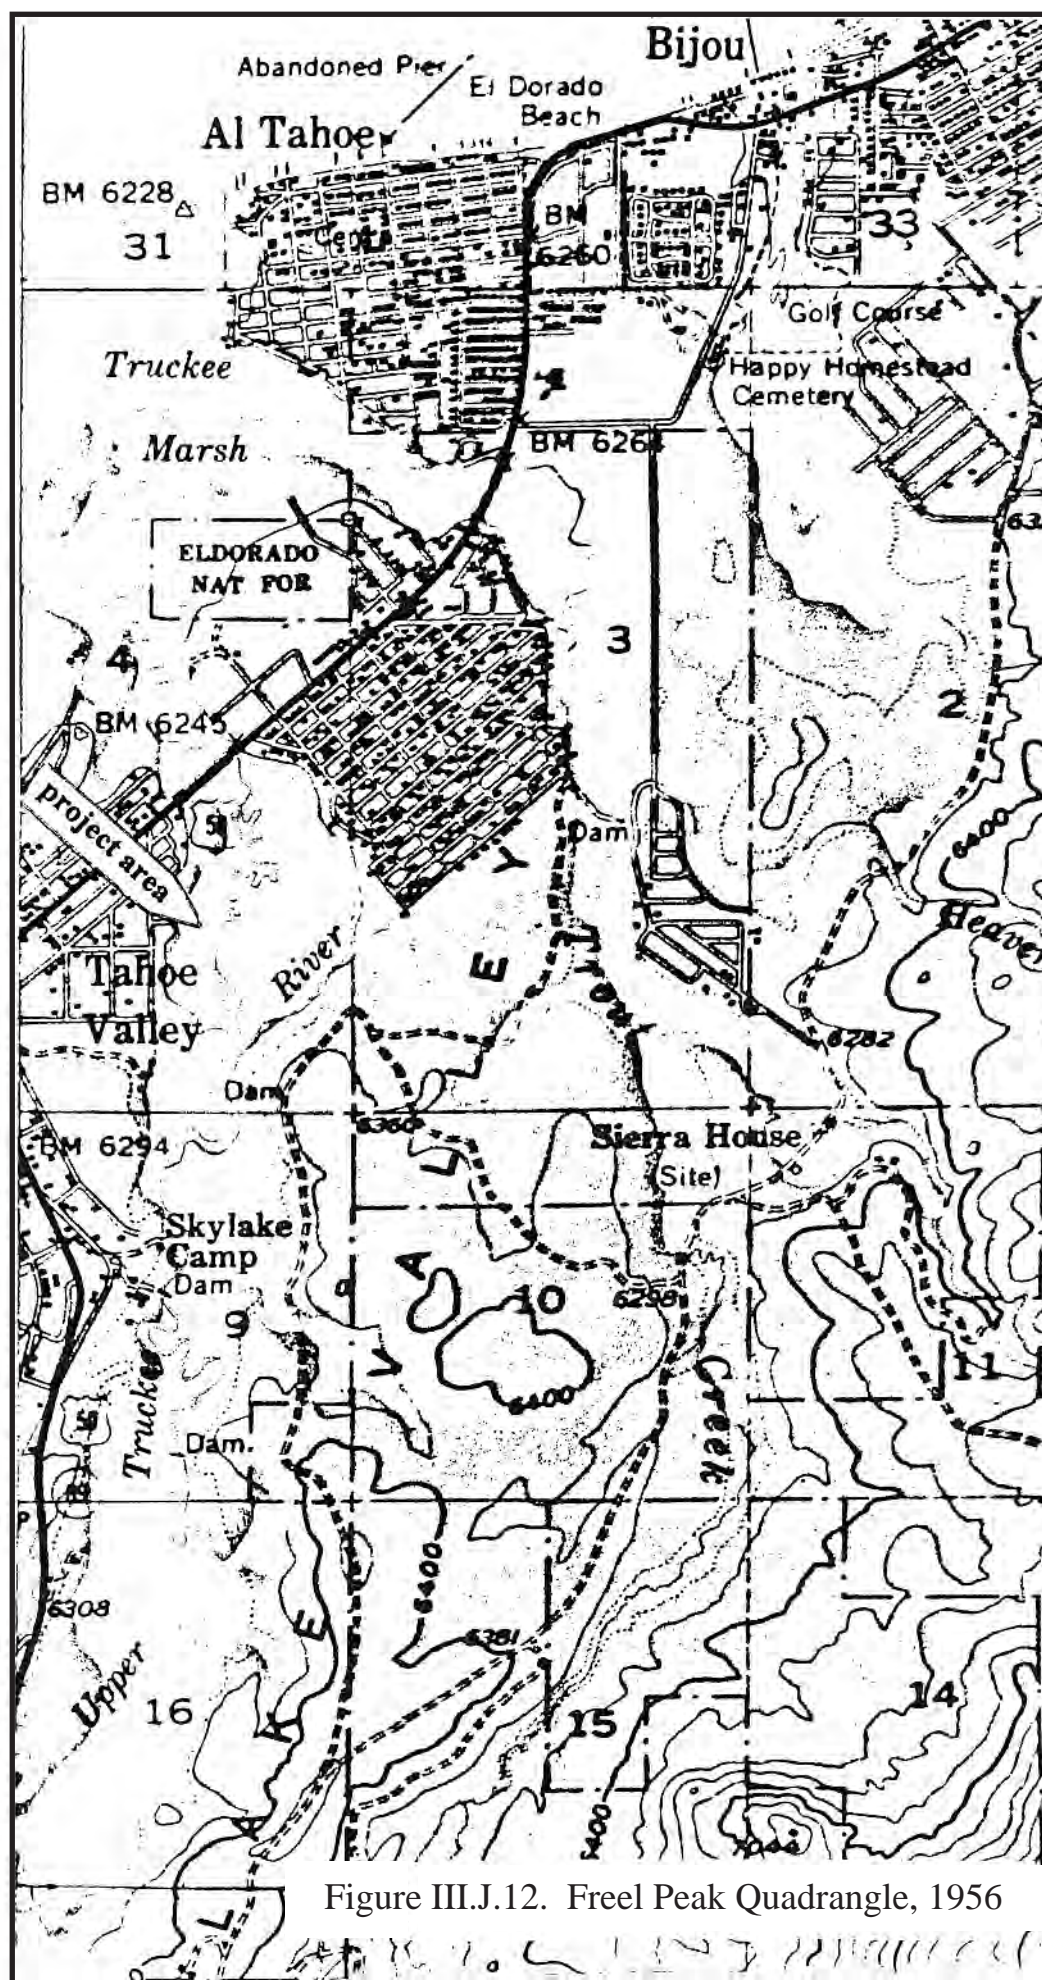 Bijou
Abandoned Pier
El Dorado
Beach
Al Tahoe
BM 6228
31
BM
6260
33
Golf Course
Truckee
Happy Homestead
Cemetery
BM 6264
Marsh
ELDORADO
NAT FOR
3
4
2
BM 6245
project area
6400
Dam
Y
E
Trout
River
Tahoe
Valley
6282
Dam
6360
BM 6294
L
Sierra House
(Site)
Skylake
Camp
Dam
A
10
6298
9
V
11
6400
Creek
Truckee
Dam
6400
E
6308
6381
Upper
16
K
15
14
A
6400
L
Figure III.J.12. Freel Peak Quadrangle, 1956